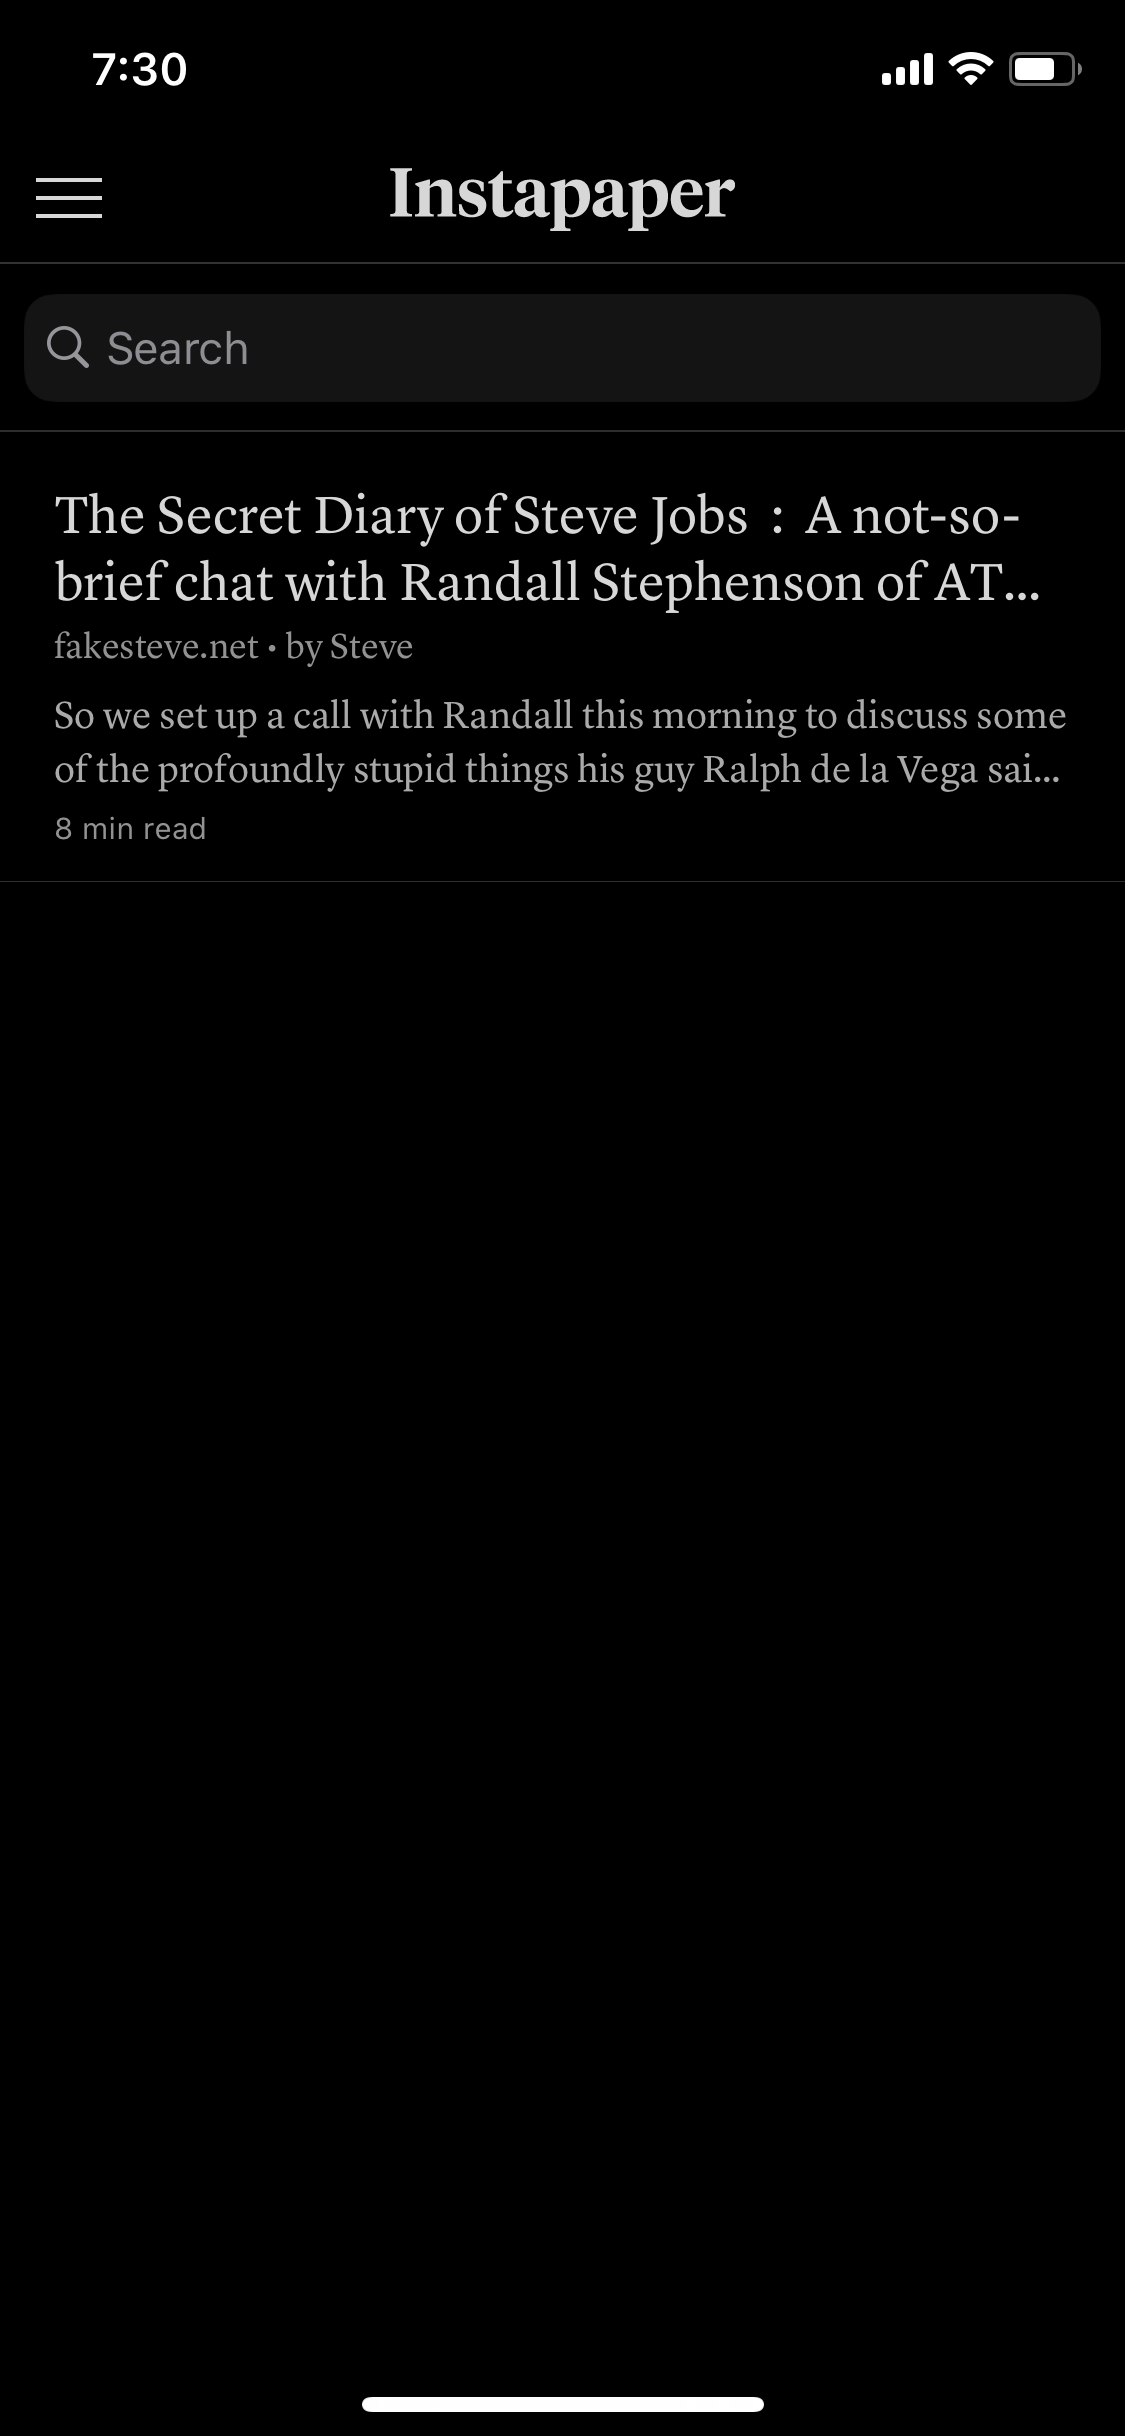 7:30
Instapaper
Search
The Secret Diary of Steve Jobs : A not-so-
brief chat with Randall Stephenson of AT...
fakesteve.net • by Steve
So we set up a call with Randall this morning to discuss some
of the profoundly stupid things his guy Ralph de la Vega sai...
8 min read